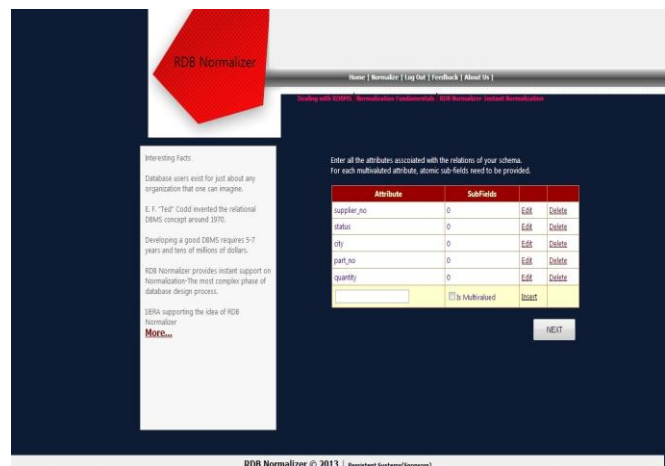 RDB Normalizer
Home | Normalize | Log Out | Feedback | About Us |
Dealing with RDBMS Normalization Fundamentals RDB Normalizer-Instant Normalization
Interesting Facts
Database users exist for just about any
organization that one can imagine.
E. F. "Ted" Codd invented the relational
DBMS concept around 1970.
Developing a good DBMS requires 5-7
years and tens of millions of dollars.
RDB Normalizer provides instant support on
Normalization-The most complex phase of
database design process.
supporting the idea of RDB
Normalizer
More...
Enter all the attributes asscoiated with the relations of your schema.
For each multivaluted attribute, atomic sub-fields need to be provided.
Attribute SubFields
supplier_no 0 Edit Delete
status 0 Edit Delete
city 0 Edit Delete
part_no 0 Edit Delete
quantity 0 Edit Delete
Is Multivalued Insert
NEXT
RDB Normalizer © 2013 | Persistent Systems(Sponsors)